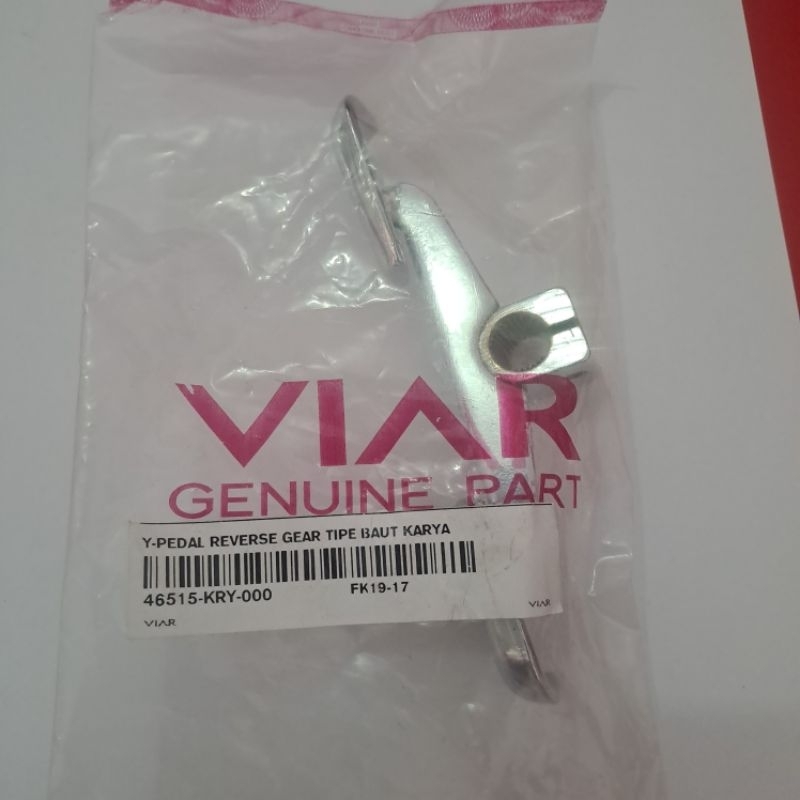 VIAR
GENUINE PART
Y-PEDAL REVERSE GEAR TIPE BAUT KARYA
46515-KRY-000 FK19-17
VIAR VIAR